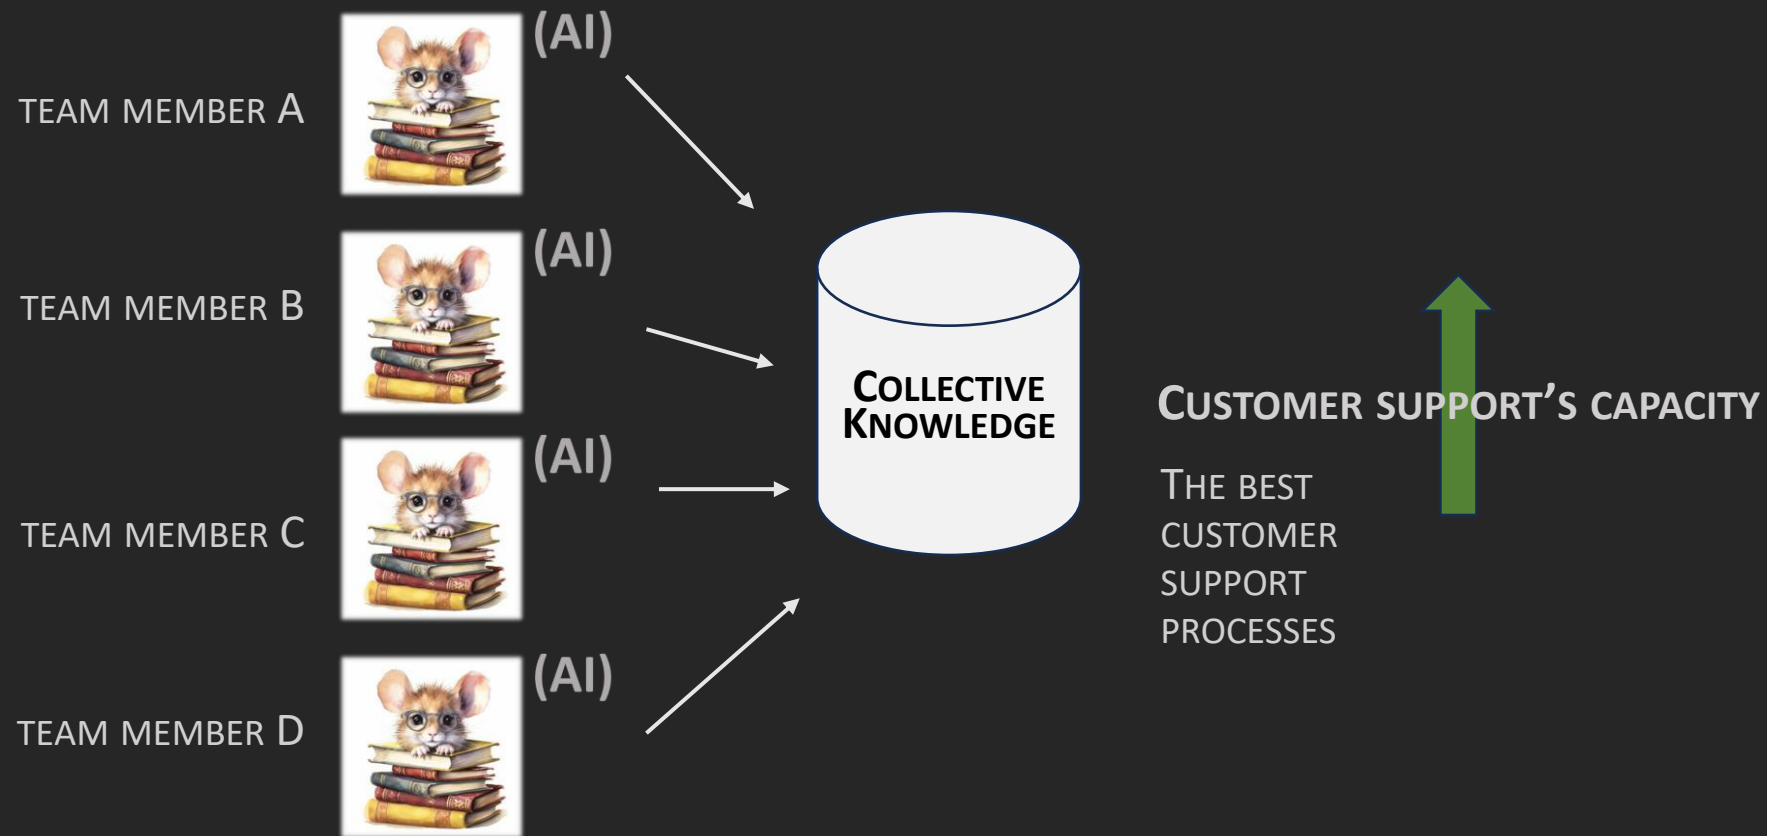 TEAM MEMBER A
(AI)
TEAM MEMBER B
(AI)
TEAM MEMBER C
(AI)
TEAM MEMBER D
(AI)
COLLECTIVE
KNOWLEDGE
CUSTOMER SUPPORT’S CAPACITY
THE BEST
CUSTOMER
SUPPORT
PROCESSES